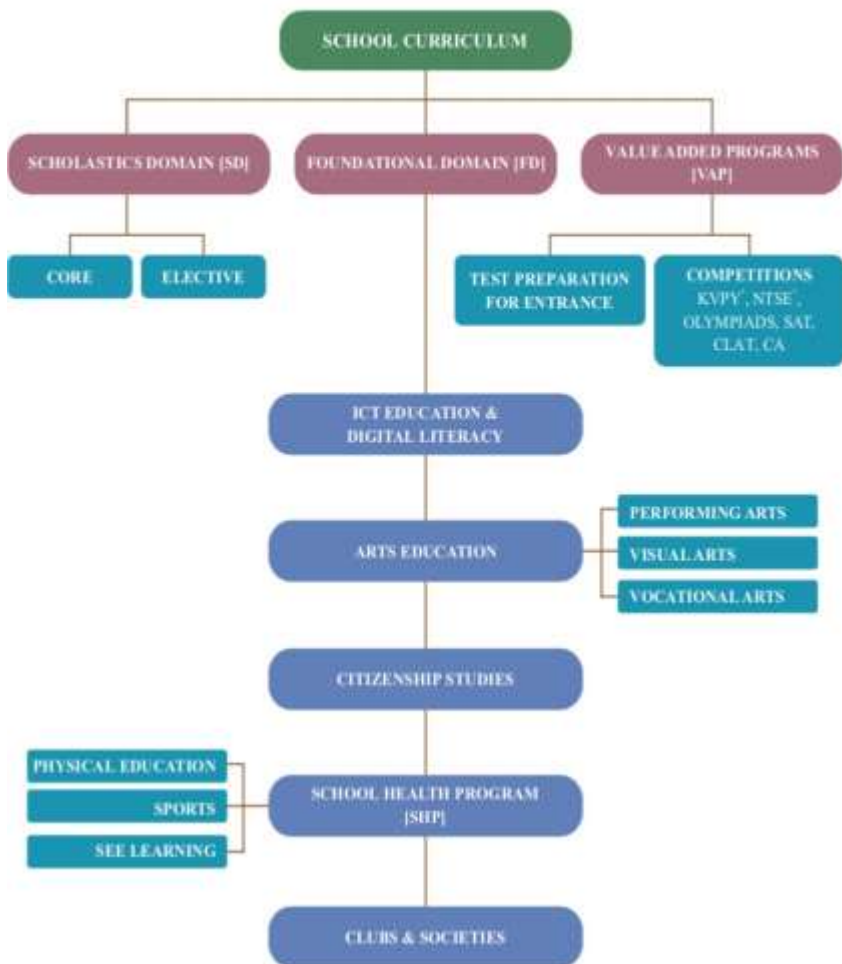 SCHOOL CURRICULUM
SCHOLASTICS DOMAIN [SD]
FOUNDATIONAL DOMAIN [FD]
VALUE ADDED PROGRAMS
[VAP]
CORE
ELECTIVE
TEST PREPARATION
FOR ENTRANCE
COMPETITIONS
KVPY*, NTSE*,
OLYMPIADS, SAT,
CLAT, CA
ICT EDUCATION &
DIGITAL LITERACY
ARTS EDUCATION
PERFORMING ARTS
VISUAL ARTS
VOCATIONAL ARTS
CITIZENSHIP STUDIES
PHYSICAL EDUCATION
SPORTS
SEE LEARNING
SCHOOL HEALTH PROGRAM
[SHP]
CLUBS & SOCIETIES